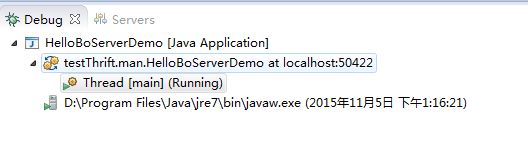 Debug Servers
HelloBoServerDemo [Java Application]
testThrift.man.HelloBoServerDemo at localhost:50422
Thread [main] (Running)
D:\Program Files\Java\jre7\bin\javaw.exe (2015年11月5日 下午1:16:21)